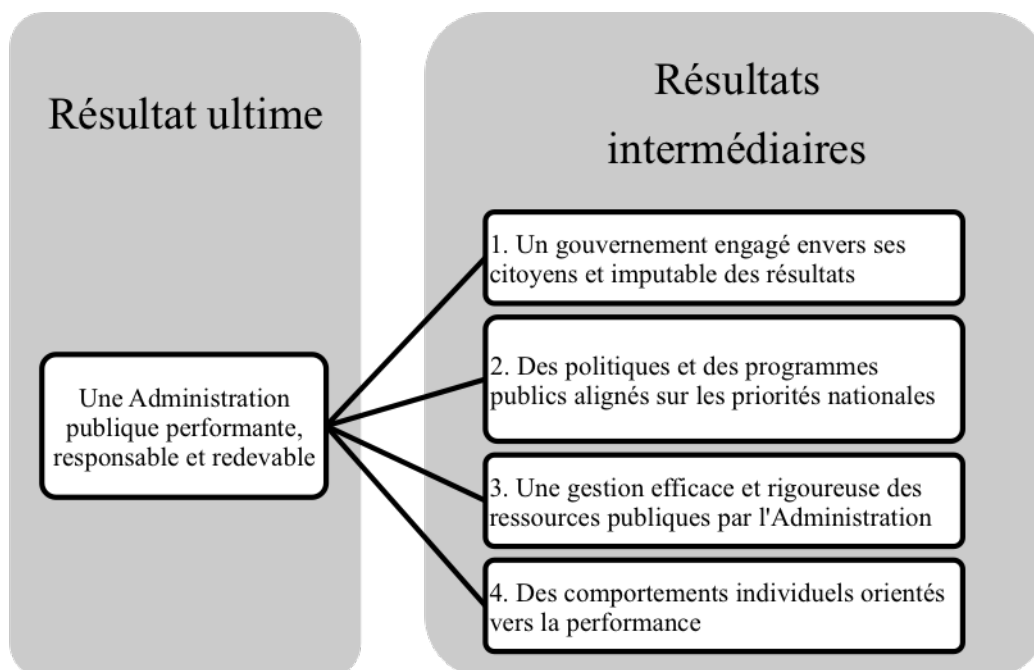 Résultat ultime
Une Administration
publique performante,
responsable et redevable
Résultats
intermédiaires
1. Un gouvernement engagé envers ses
citoyens et imputable des résultats
2. Des politiques et des programmes
publics alignés sur les priorités nationales
3. Une gestion efficace et rigoureuse des
ressources publiques par l'Administration
4. Des comportements individuels orientés
vers la performance